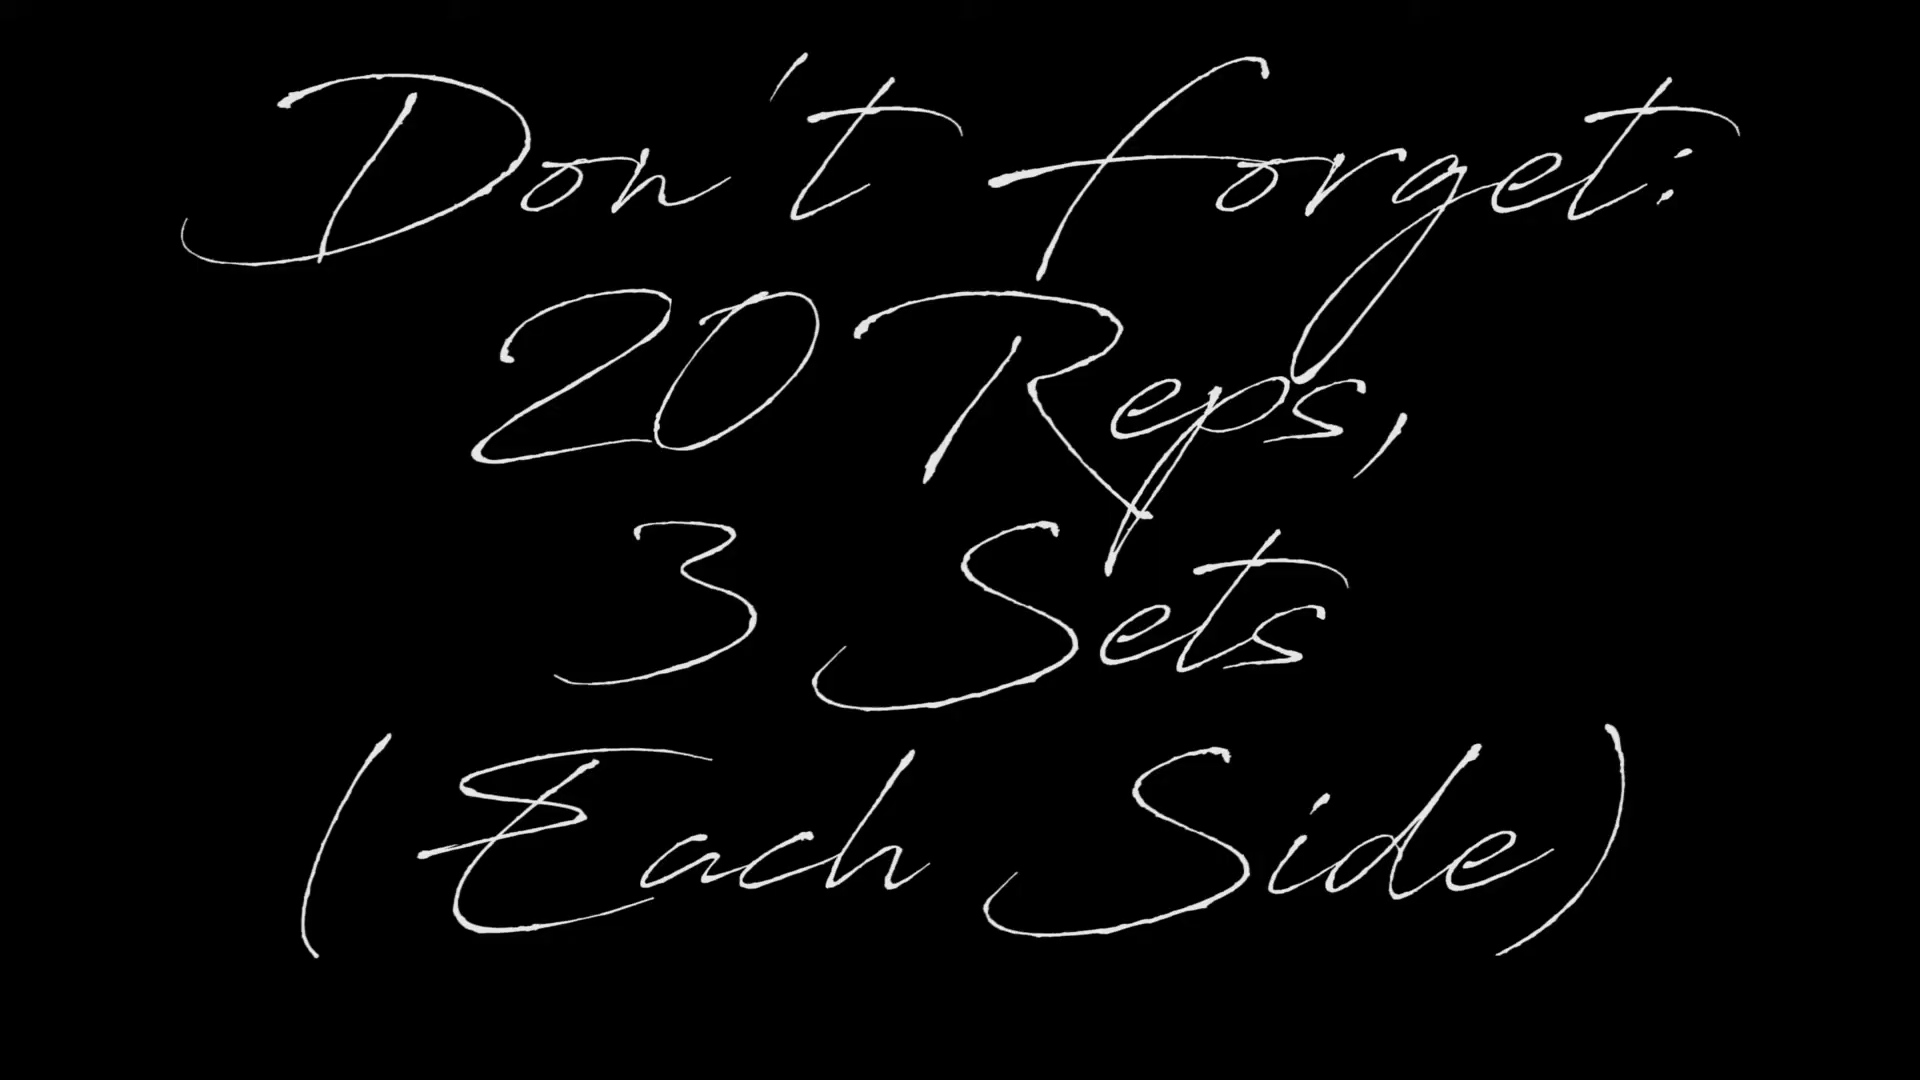 Don't forget:
20 Reps,
3 Sets
(Each Side)